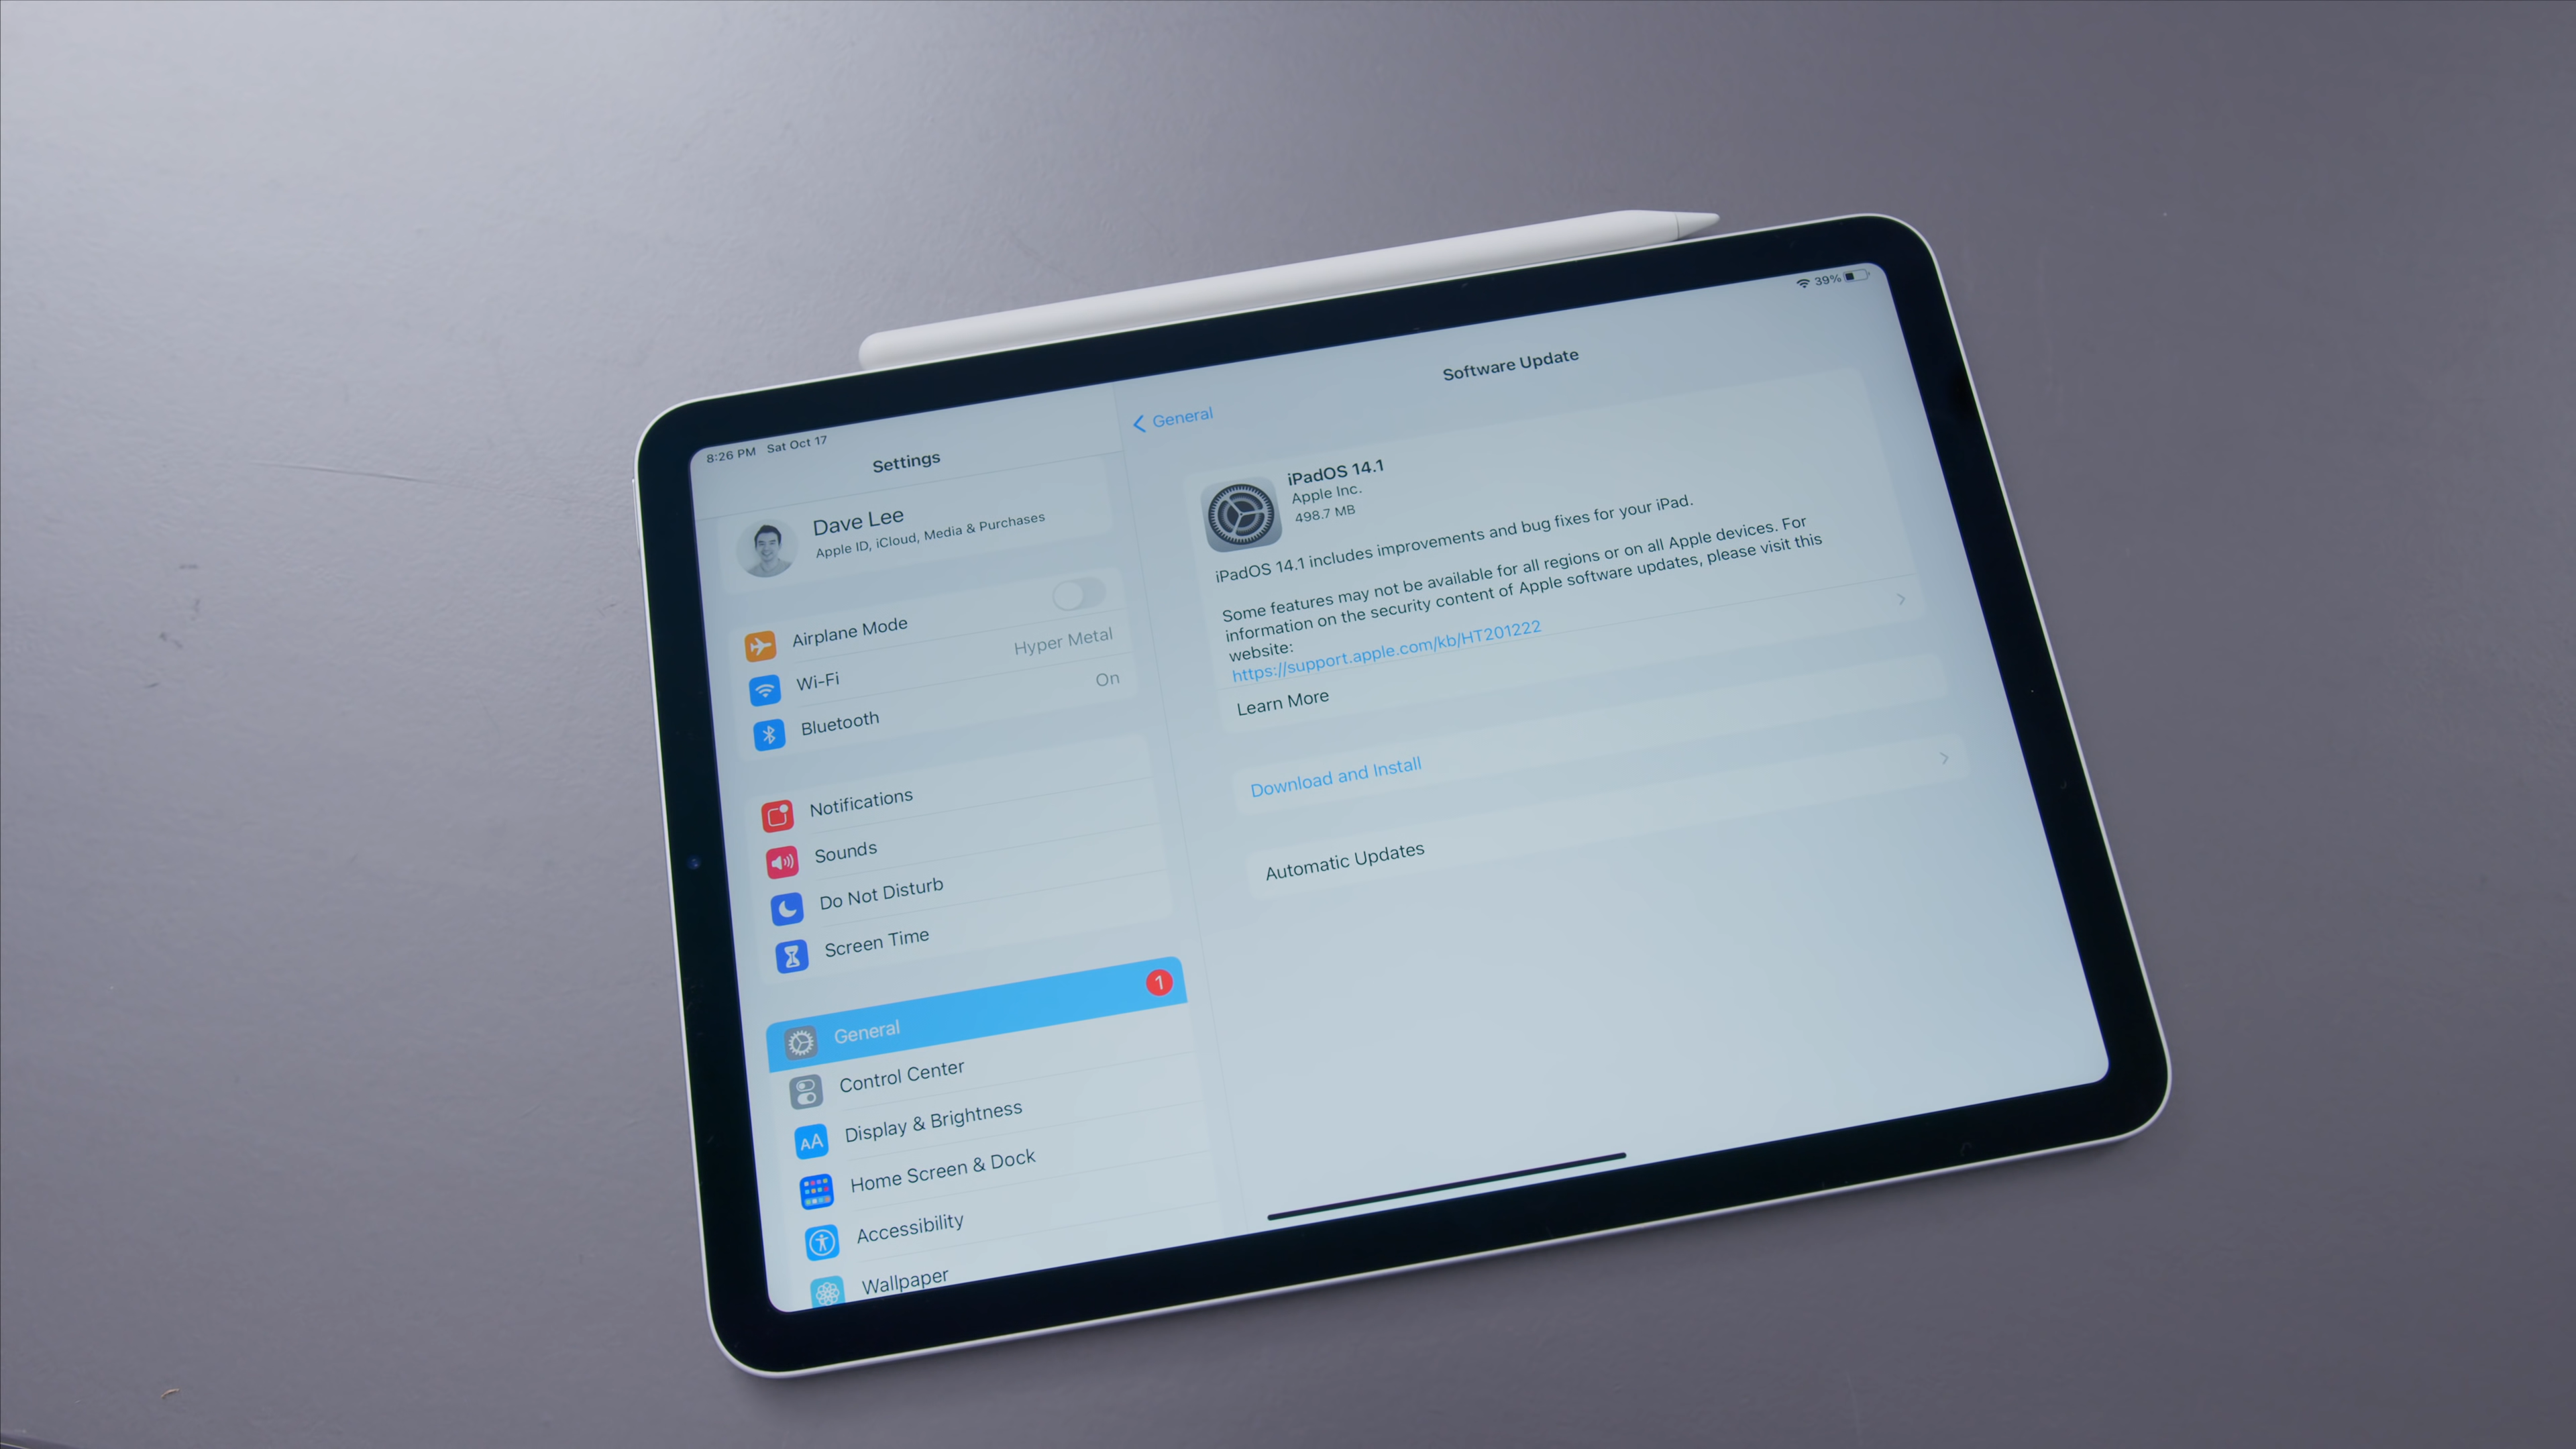 8:26 PM Sat Oct 17
39%
Settings
Dave Lee
Apple ID, iCloud, Media & Purchases
Airplane Mode
Wi-Fi Hyper Metal
Bluetooth On
Notifications
Sounds
Do Not Disturb
Screen Time
General 1
Control Center
AA Display & Brightness
Home Screen & Dock
Accessibility
Wallpaper
General
Software Update
iPadOS 14.1
Apple Inc.
498.7 MB
iPadOS 14.1 includes improvements and bug fixes for your iPad.
Some features may not be available for all regions or on all Apple devices. For
information on the security content of Apple software updates, please visit this
website:
https://support.apple.com/kb/HT201222
Learn More
Download and Install
Automatic Updates